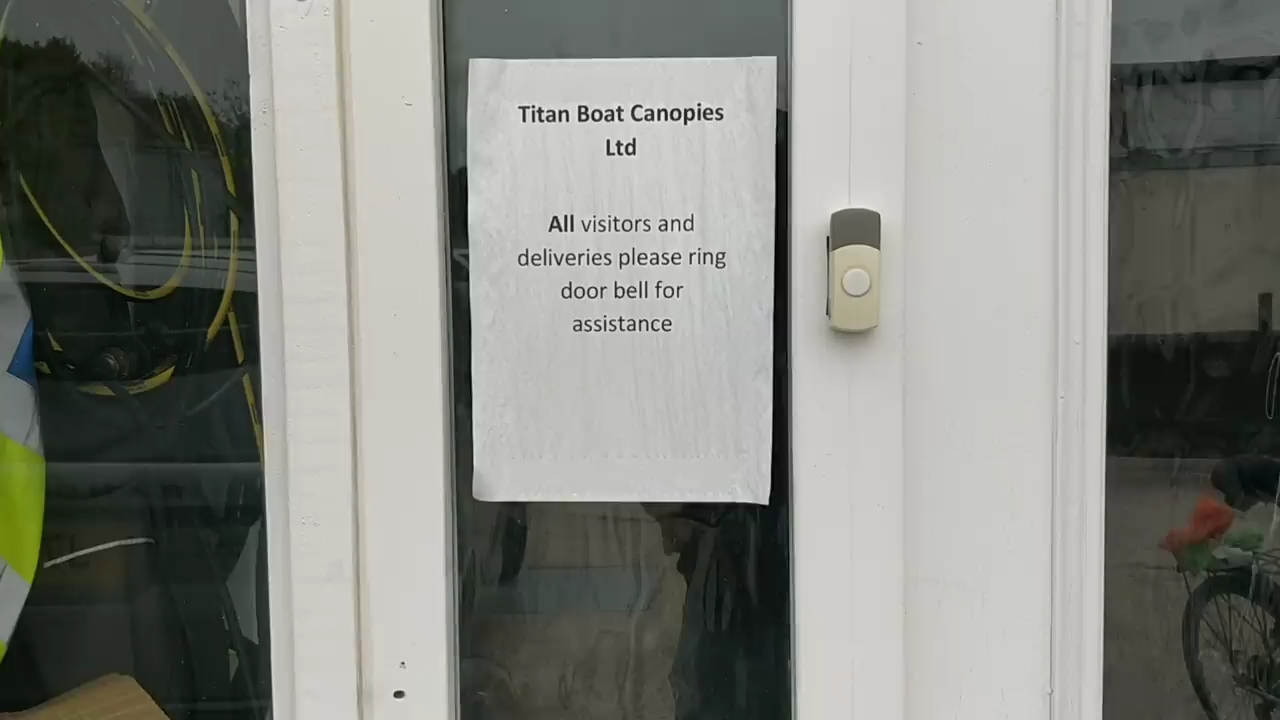 Titan Boat Canopies
Ltd
All visitors and
deliveries please ring
door bell for
assistance